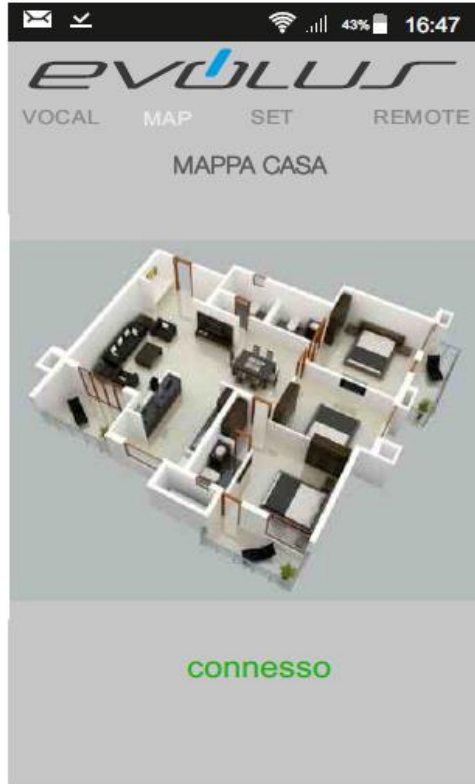 43% 16:47
evolus
VOCAL MAP SET REMOTE
MAPPA CASA
connesso